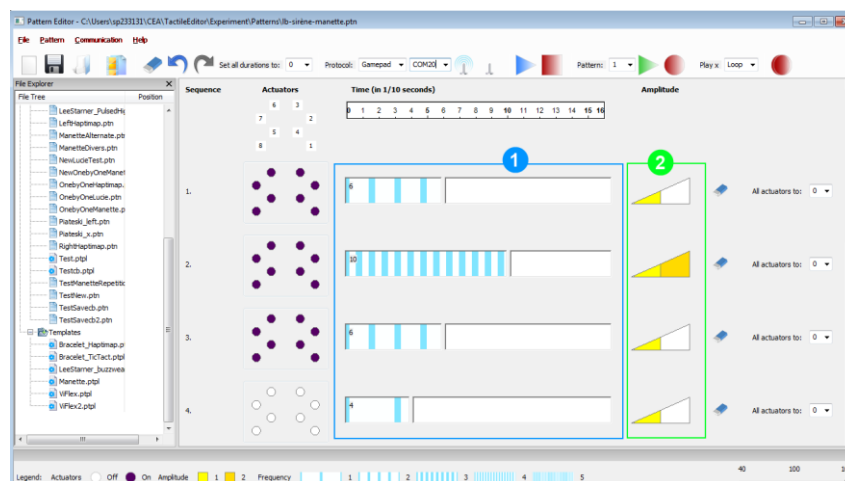 Pattern Editor - C:\Users\sp233131\CEA\TactileEditor\Experiment\Patterns\lb-sirène-manette.ptn
File Pattern Communication Help
Set all durations to: 0 Protocol: Gamepad COM20 Pattern: 1 Play x: Loop
File Explorer X
File Tree Position
LeeStarner_PulsedHi
LeftHaptimap.ptn
ManetteAlternate.ptn
ManetteDivers.ptn
NewLucieTest.ptn
NewOnebyOneManet
OnebyOneHaptimap.
OnebyOneLucie.ptn
OnebyOneManette.p
Piateski_left.ptn
Piateski_x.ptn
RightHaptimap.ptn
Test.ptpl
Testcb.ptpl
TestManetteRepetitic
TestNew.ptn
TestSavecb.ptn
TestSavecb2.ptn
Templates
Bracelet_Haptimap.p
Bracelet_TicTact.ptpl
LeeStarner_buzzwea
Manette.ptpl
ViFlex.ptpl
ViFlex2.ptpl
Sequence Actuators Time (in 1/10 seconds) Amplitude
6 3
7 2
5 4
8 1
0 1 2 3 4 5 6 7 8 9 10 11 12 13 14 15 16
1 2
1. 6 All actuators to: 0
2. 10 All actuators to: 0
3. 6 All actuators to: 0
4. 4 All actuators to: 0
40 100
Legend: Actuators Off On Amplitude 1 2 Frequency 1 2 3 4 5